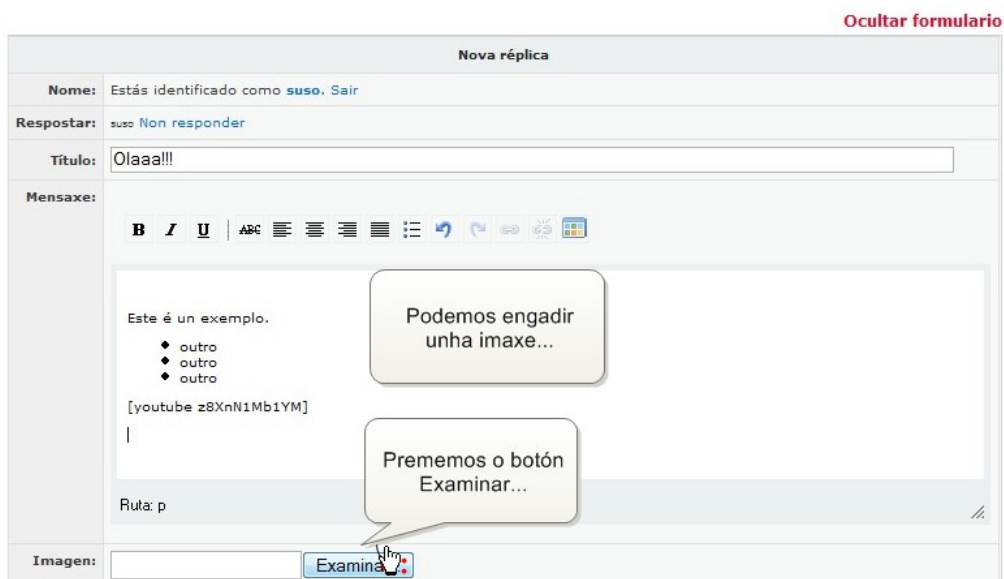 Ocultar formulario
Nova réplica
Nome: Estás identificado como suso. Sair
Respostar: suso Non responder
Título: Olaaa!!!
Mensaxe:
B I U ABC
Podemos engadir
unha imaxe...
Este é un exemplo.
outro
outro
outro
[youtube z8XnN1Mb1YM]
Prememos o botón
Examinar...
Ruta: p
Imagen: